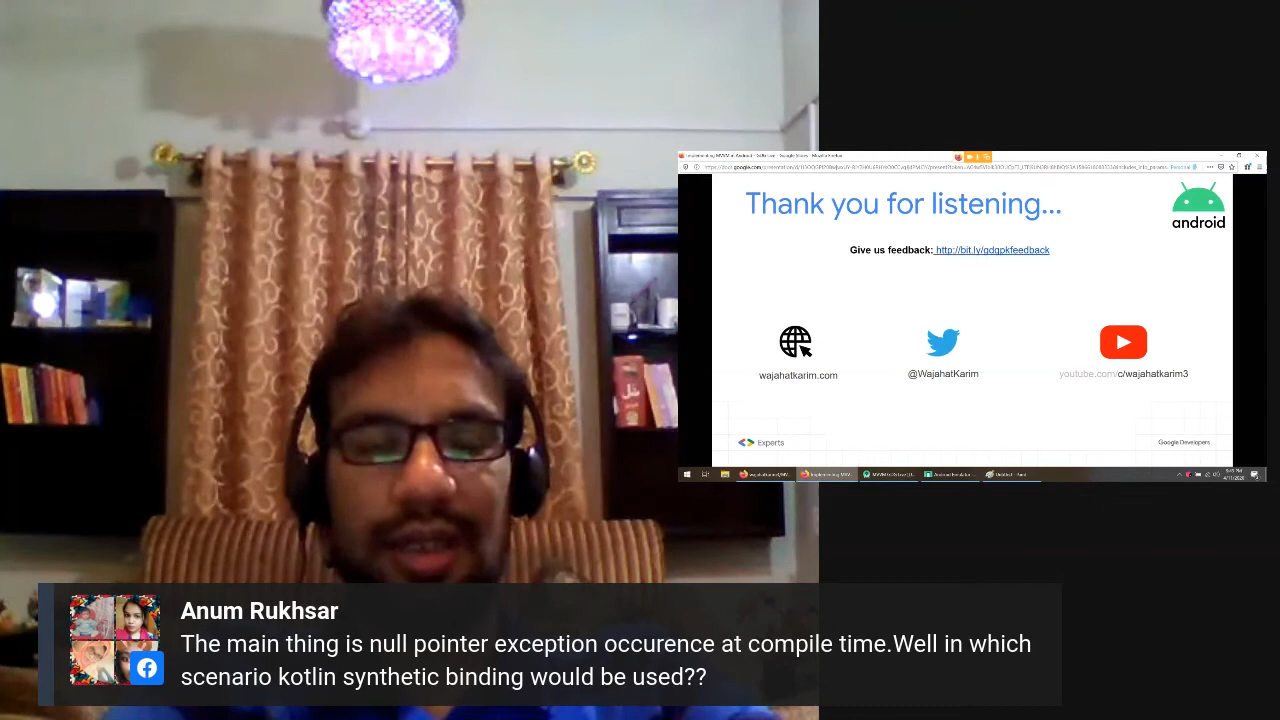 Thank you for listening...
android
Give us feedback: http://bit.ly/gdgpkfeedback
wajahatkarim.com
@WajahatKarim
youtube.com/c/wajahatkarim3
Experts
Google Developers
Anum Rukhsar
The main thing is null pointer exception occurence at compile time.Well in which
scenario kotlin synthetic binding would be used??